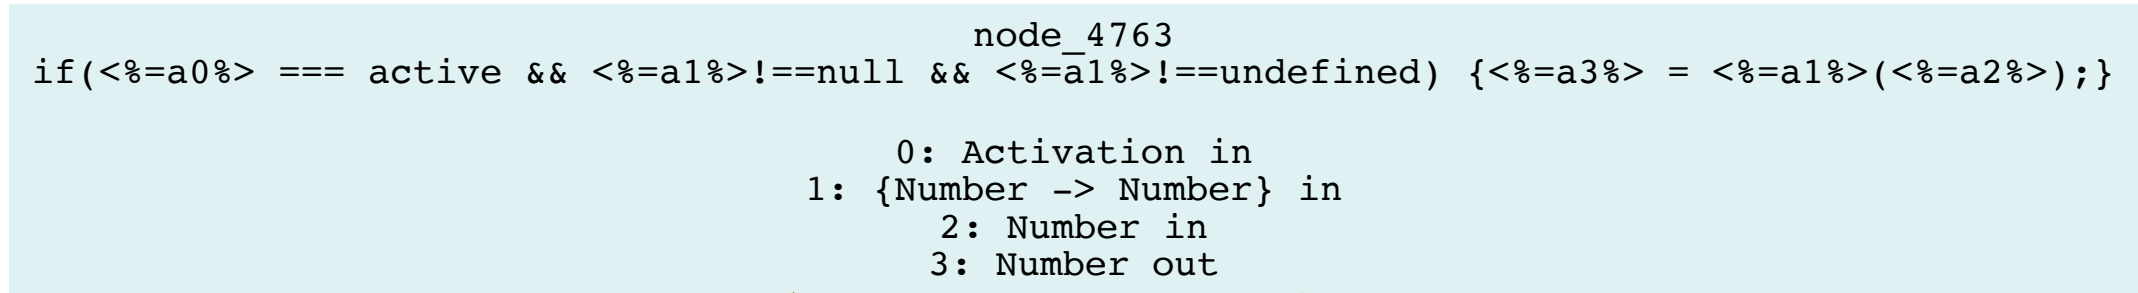 node_4763
if(<%=a0%> === active && <%=a1%>!==null && <%=a1%>!==undefined) {<%=a3%> = <%=a1%>(<%=a2%>);}
0: Activation in
1: {Number -> Number} in
2: Number in
3: Number out